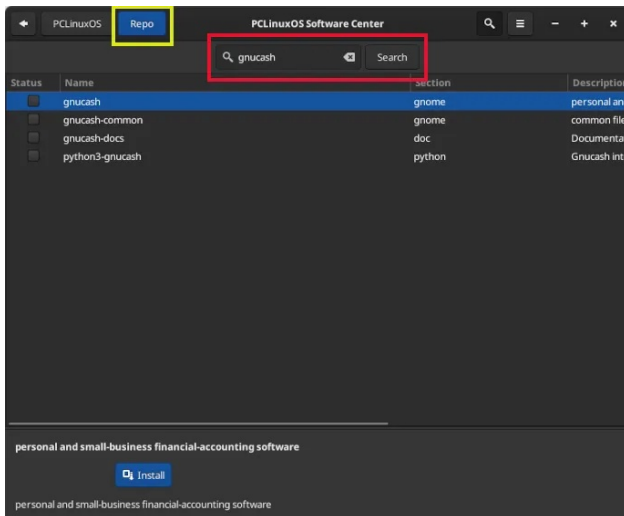 PCLinuxOS Repo PCLinuxOS Software Center
gnucash Search
Status Name Section Description
gnucash gnome personal an
gnucash-common gnome common file
gnucash-docs doc Documenta
python3-gnucash python Gnucash int
personal and small-business financial-accounting software
Install
personal and small-business financial-accounting software